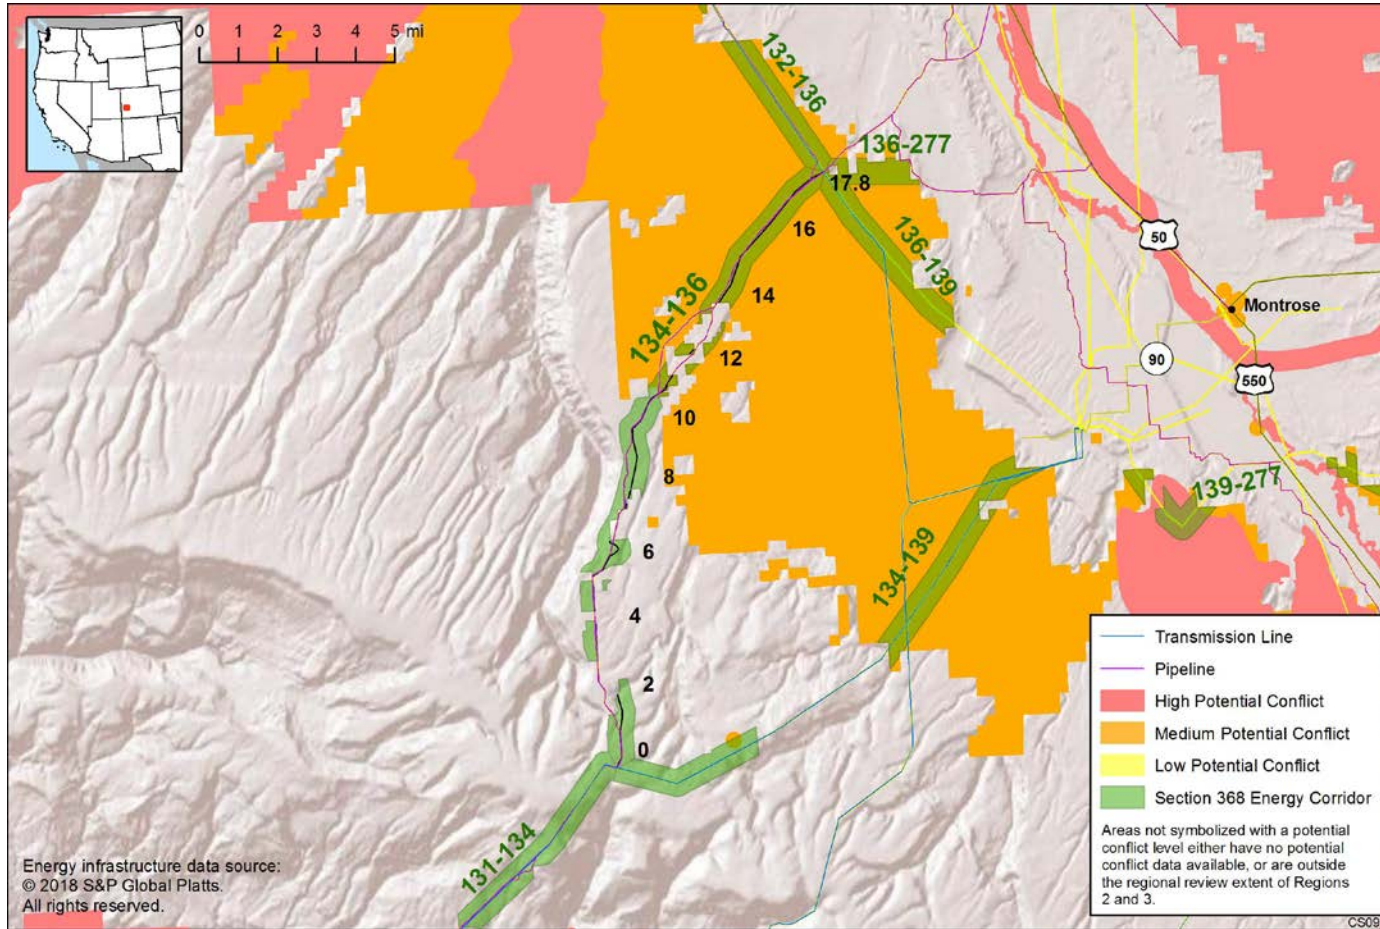 0 1 2 3 4 5 mi
132-136
136-277
17.8
16
136-139
50
14
Montrose
134-136
12
90
550
10
8
139-277
6
134-139
4
2
0
131-134
Transmission Line
Pipeline
High Potential Conflict
Medium Potential Conflict
Low Potential Conflict
Section 368 Energy Corridor
Areas not symbolized with a potential
conflict level either have no potential
conflict data available, or are outside
the regional review extent of Regions
2 and 3.
Energy infrastructure data source:
© 2018 S&P Global Platts.
All rights reserved.
CS09